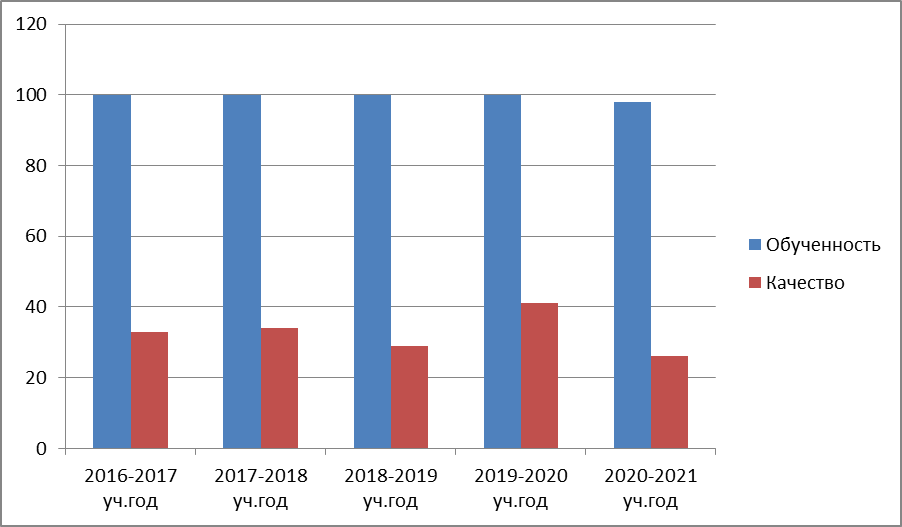 120
100
80
60
40
20
0
2016-2017
уч.год
2017-2018
уч.год
2018-2019
уч.год
2019-2020
уч.год
2020-2021
уч.год
Обученность
Качество